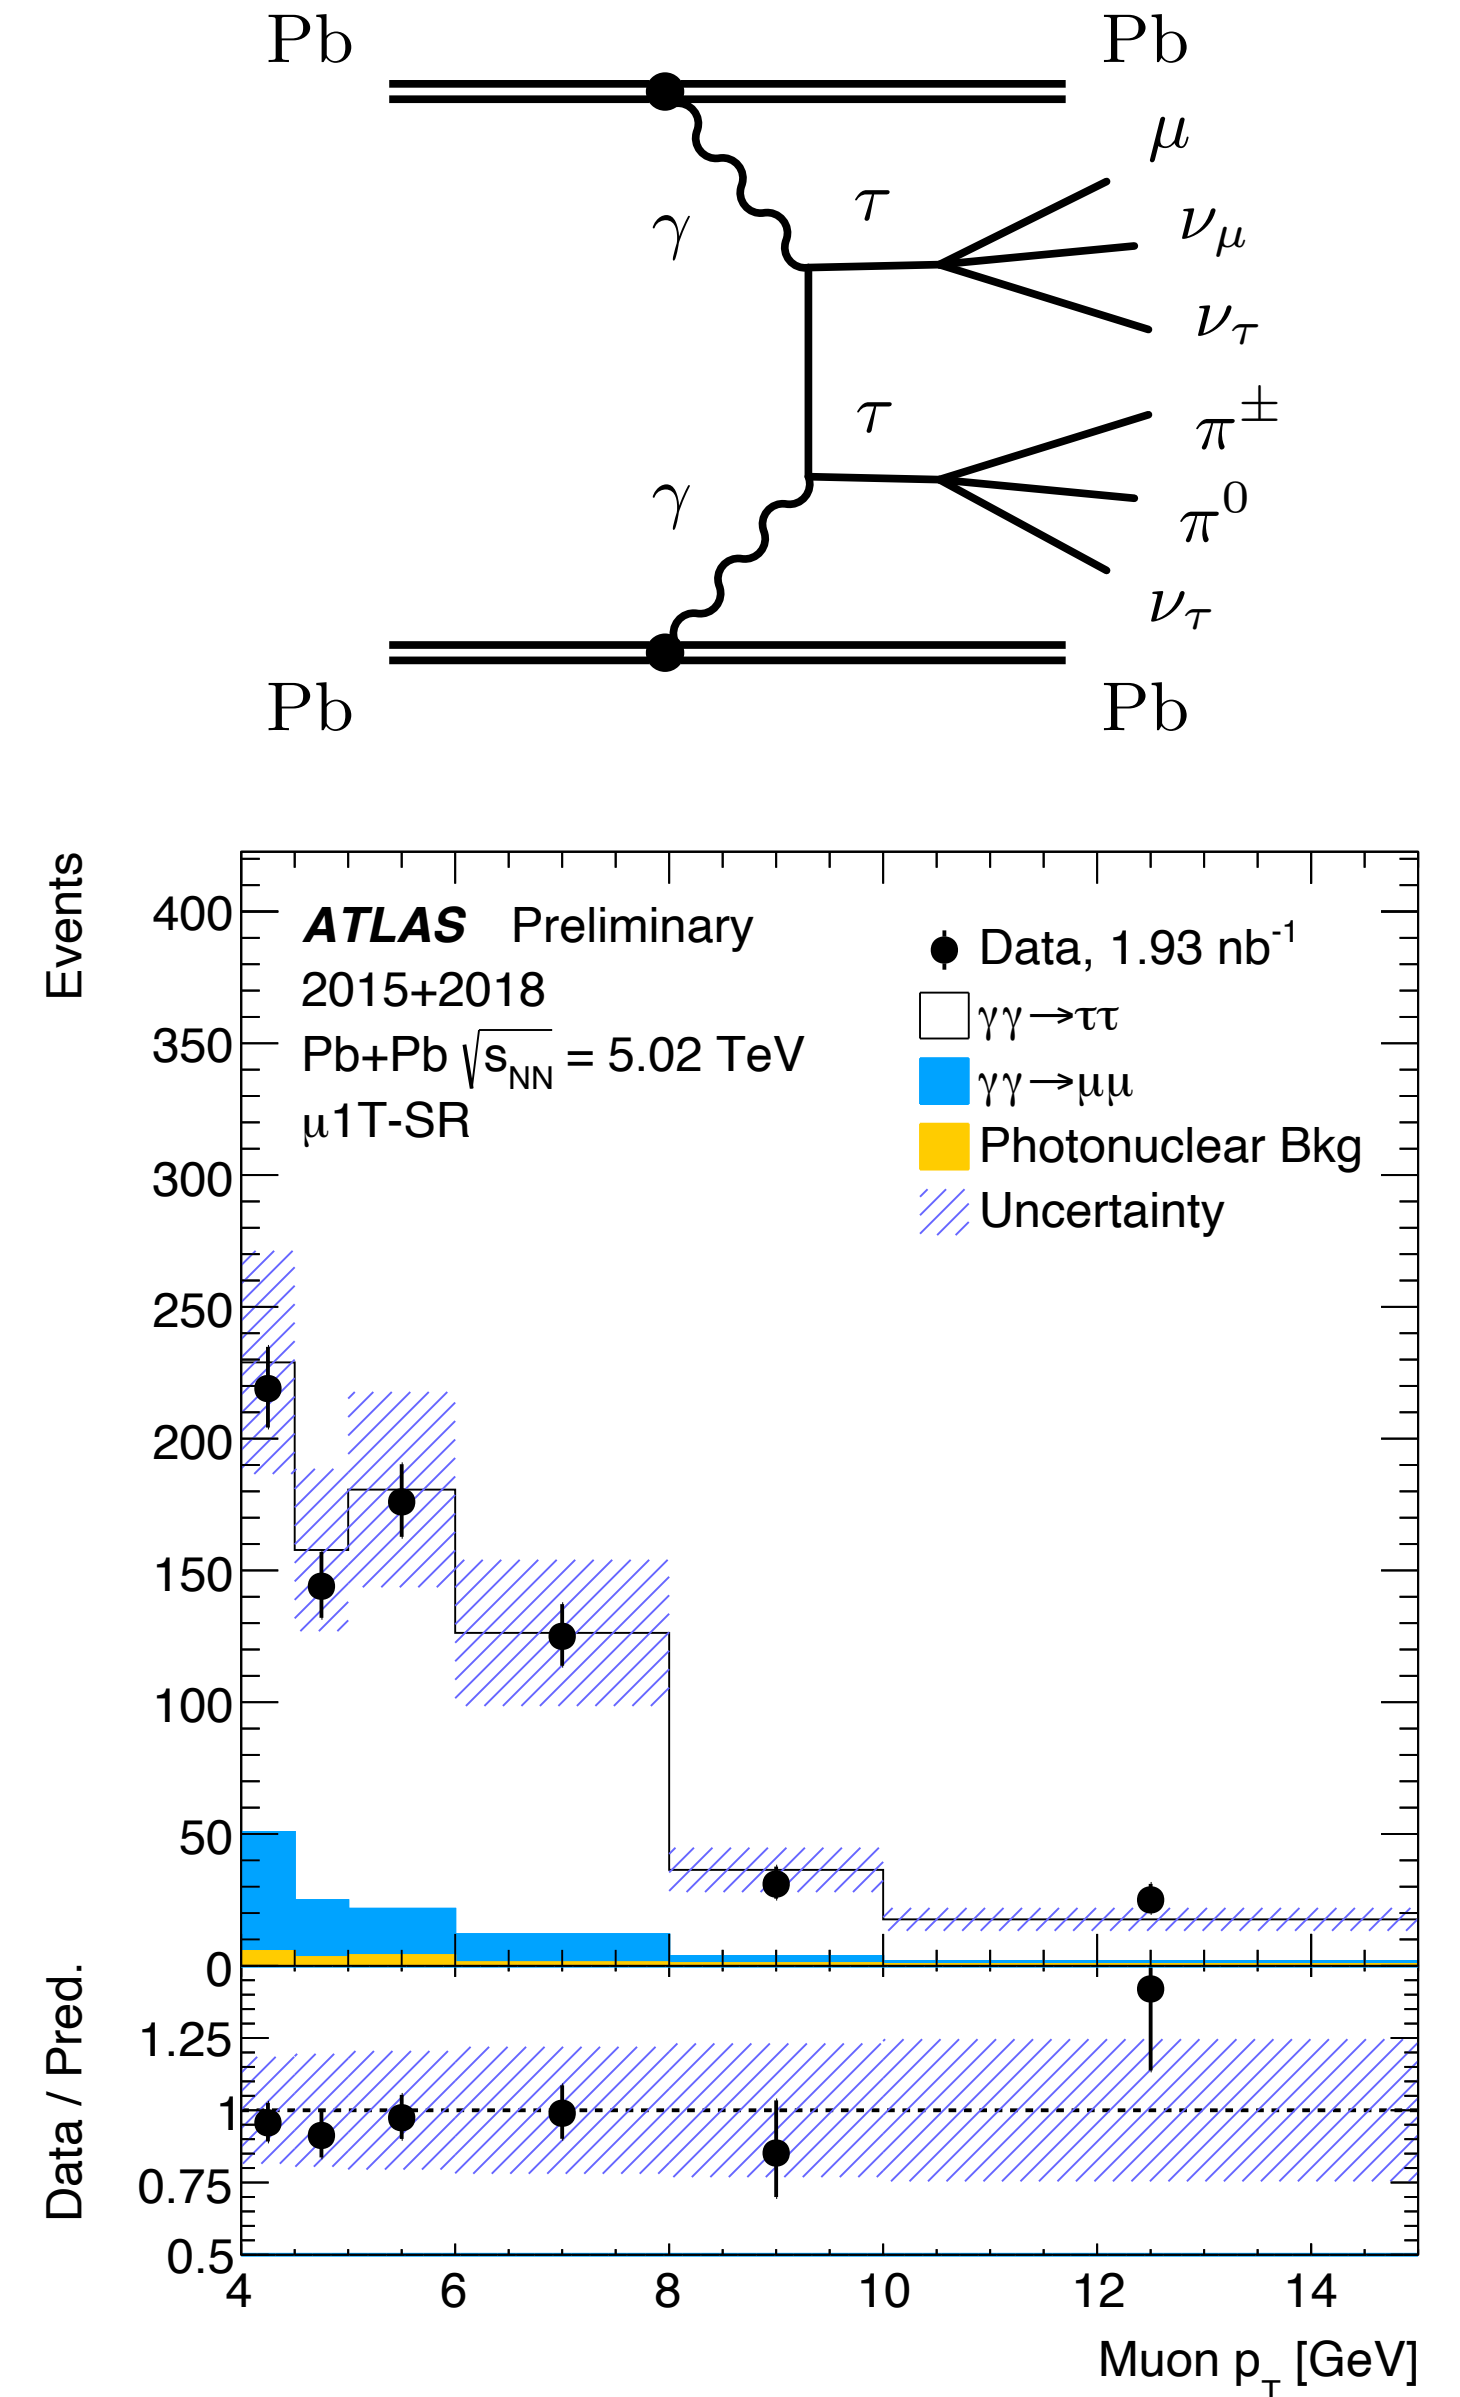 Pb Pb
μ
γ τ ν_μ
ν_τ
τ π^±
γ π^0
ν_τ
Pb Pb
Events
400
350
300
250
200
150
100
50
0
ATLAS Preliminary
2015+2018
Pb+Pb √s_NN = 5.02 TeV
μ1T-SR
Data, 1.93 nb^-1
γγ→ττ
γγ→μμ
Photonuclear Bkg
Uncertainty
Data / Pred.
1.25
1
0.75
0.5
4 6 8 10 12 14
Muon p_T [GeV]